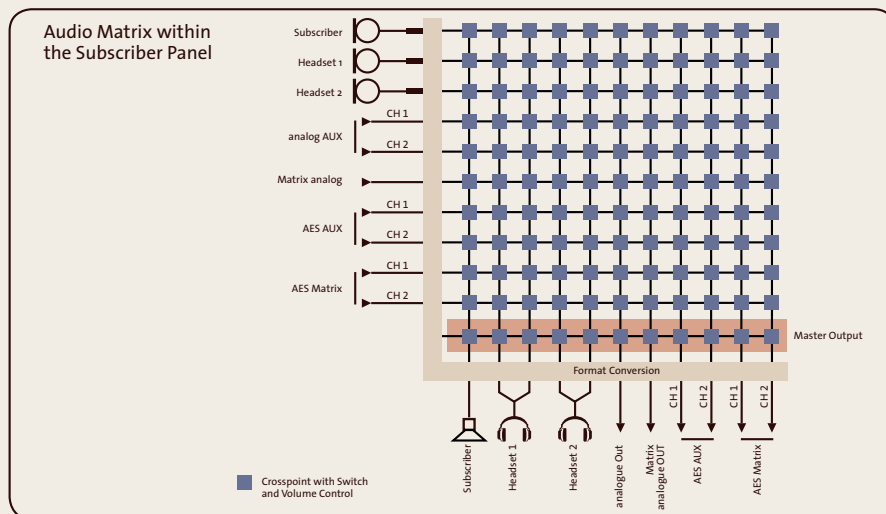 Audio Matrix within
the Subscriber Panel
Subscriber
Headset 1
Headset 2
CH 1
analog AUX
CH 2
Matrix analog
CH 1
AES AUX
CH 2
CH 1
AES Matrix
CH 2
Master Output
Format Conversion
CH 1
CH 2
CH 1
CH 2
Subscriber
Headset 1
Headset 2
analogue Out
Matrix
analogue OUT
AES AUX
AES Matrix
Crosspoint with Switch
and Volume Control